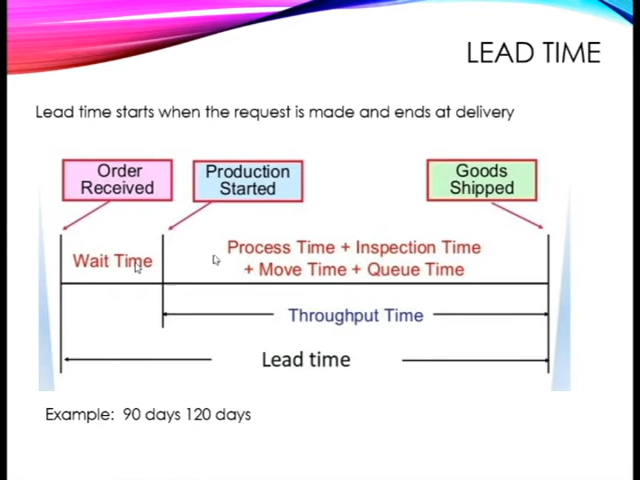 LEAD TIME
Lead time starts when the request is made and ends at delivery
Order
Received
Production
Started
Goods
Shipped
Wait Time
Process Time + Inspection Time
+ Move Time + Queue Time
Throughput Time
Lead time
Example:  90 days 120 days